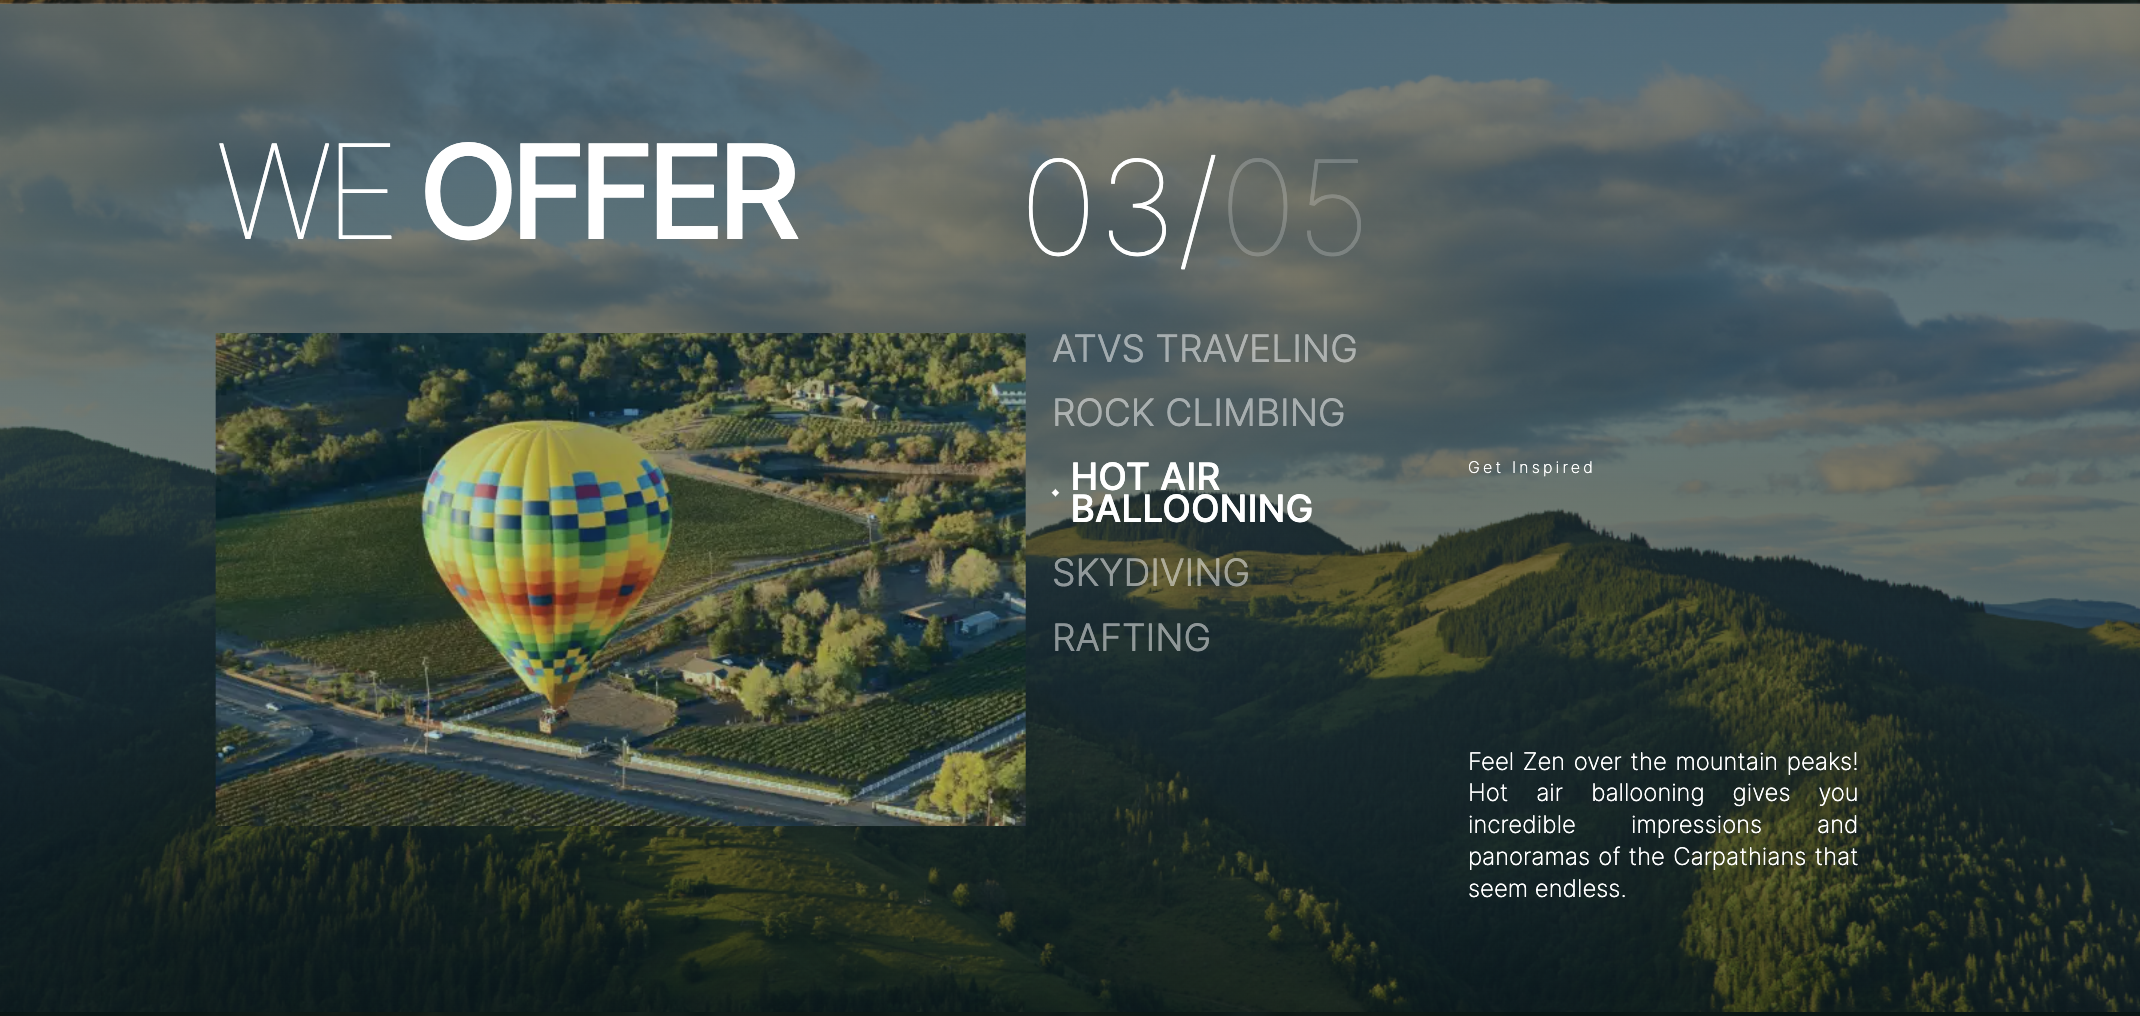 WE OFFER
03/05
ATVS TRAVELING
ROCK CLIMBING
HOT AIR
BALLOONING
SKYDIVING
RAFTING
Get Inspired
Feel Zen over the mountain peaks!
Hot air ballooning gives you
incredible impressions and
panoramas of the Carpathians that
seem endless.